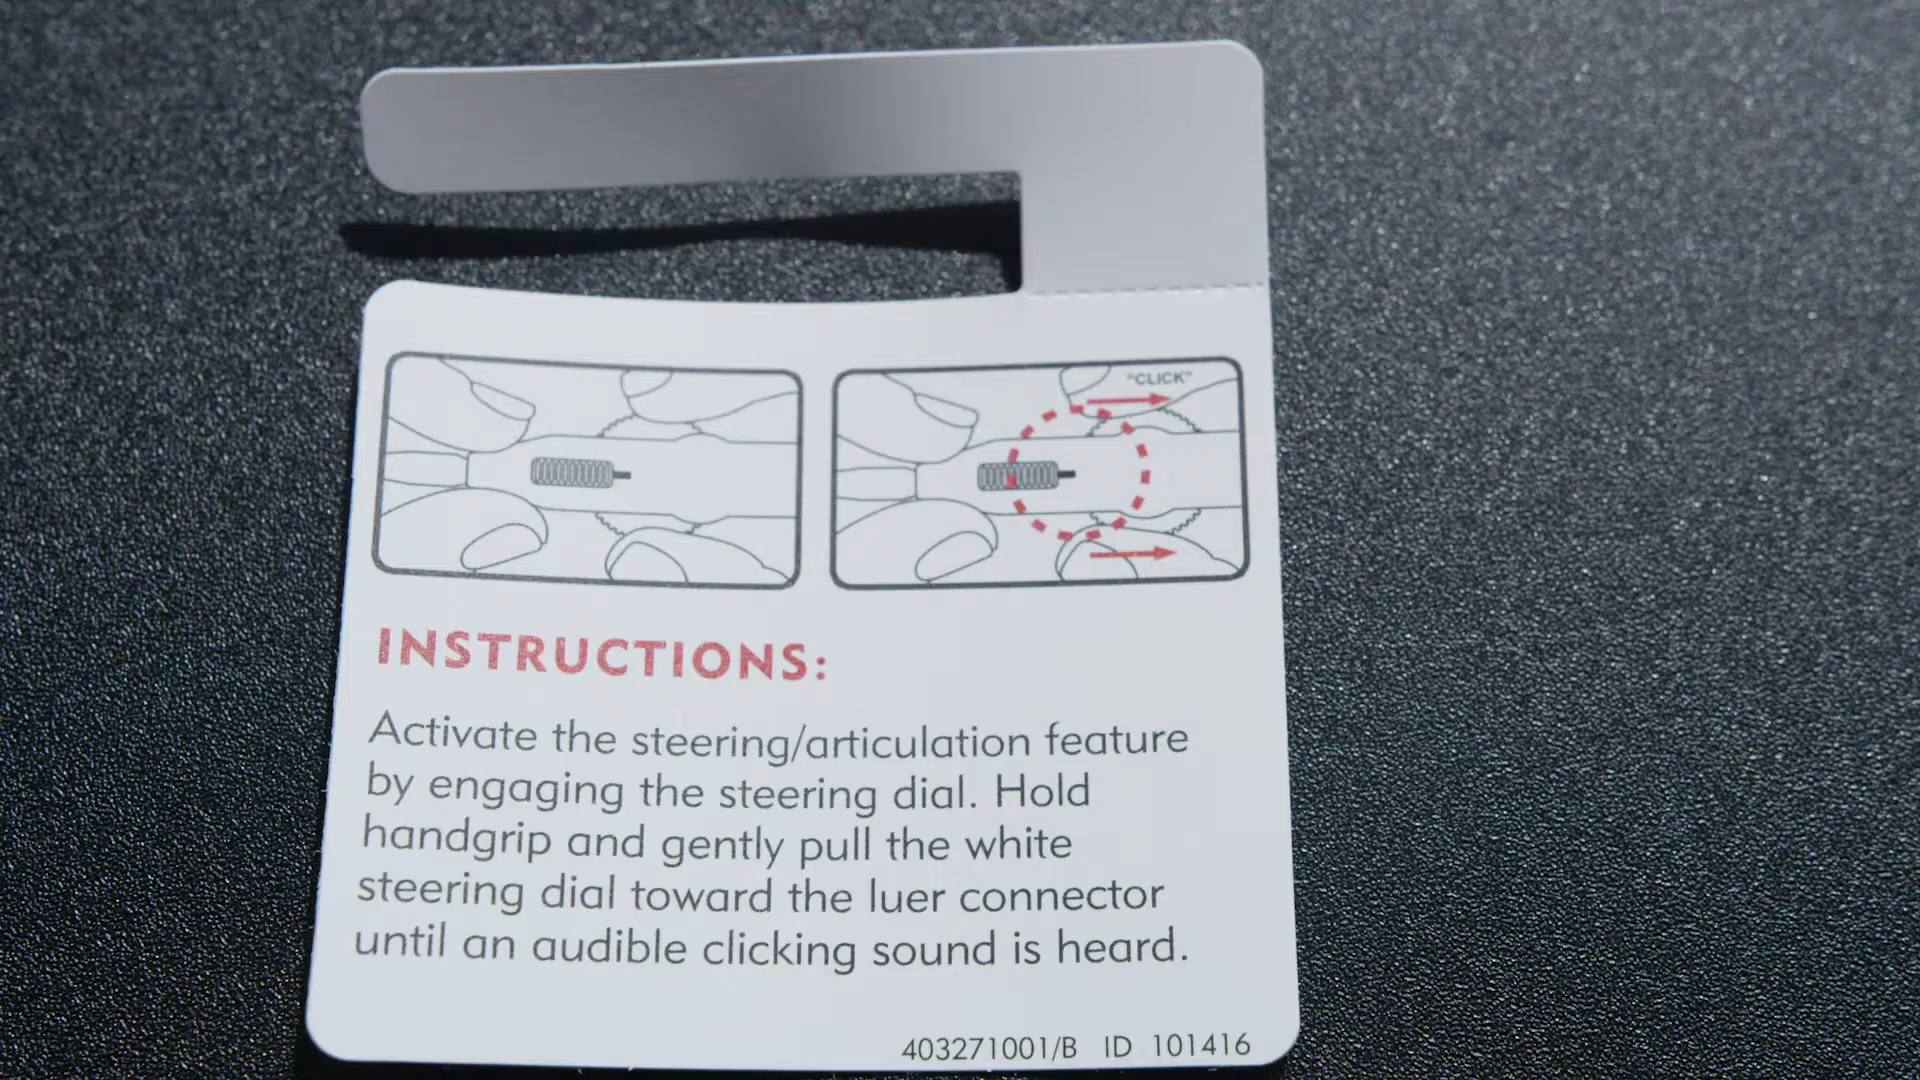 "CLICK"
INSTRUCTIONS:
Activate the steering/articulation feature
by engaging the steering dial. Hold
handgrip and gently pull the white
steering dial toward the luer connector
until an audible clicking sound is heard.
403271001/B ID 101416